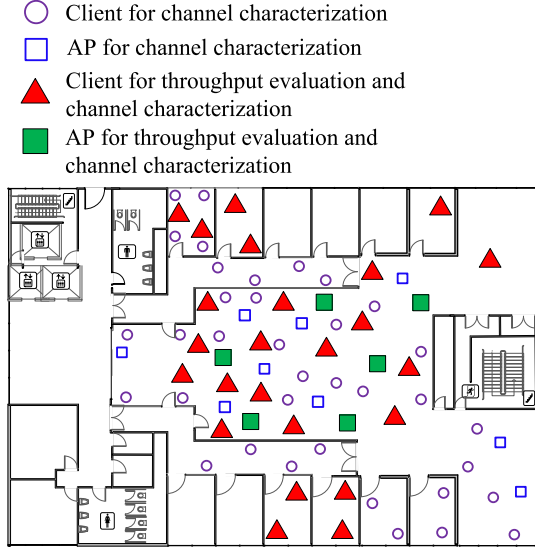 Client for channel characterization
AP for channel characterization
Client for throughput evaluation and
channel characterization
AP for throughput evaluation and
channel characterization